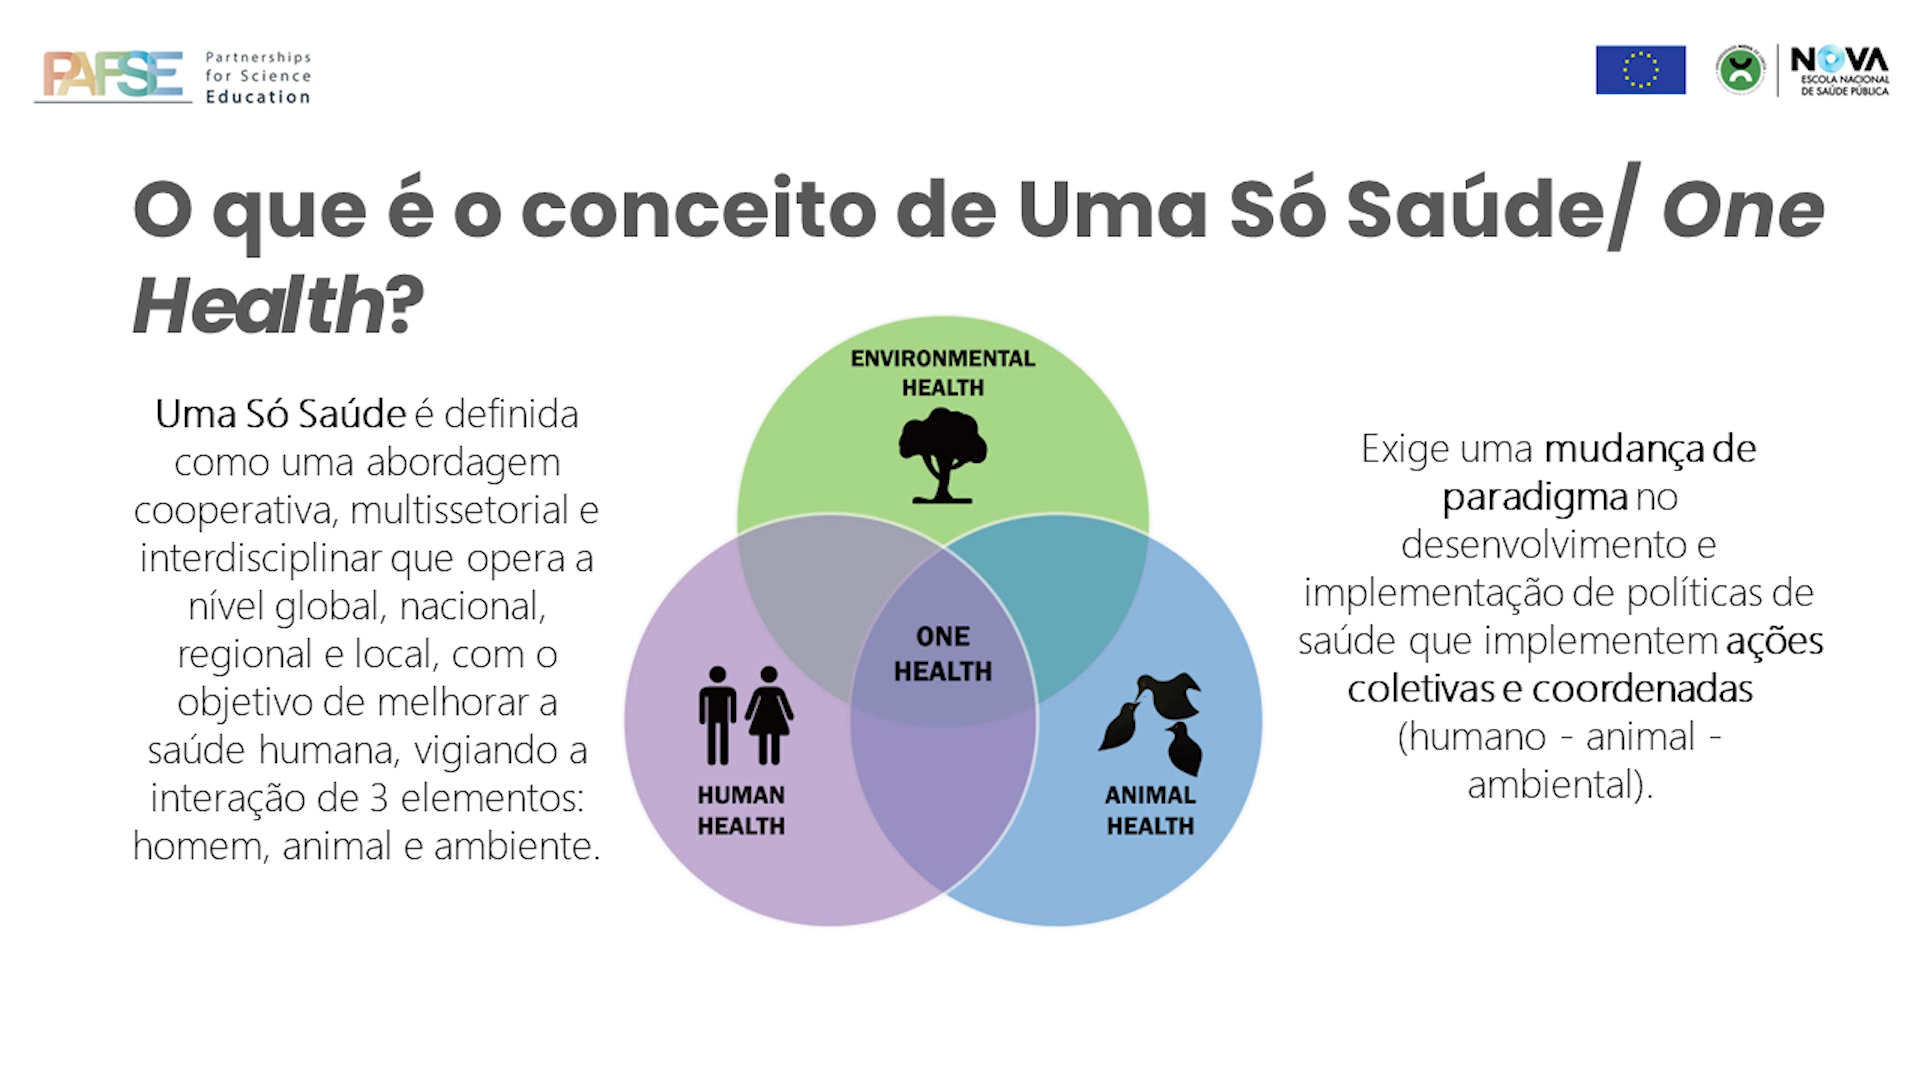 PAFSE
Partnerships
for Science
Education
NOVA
ESCOLA NACIONAL
DE SAÚDE PÚBLICA
O que é o conceito de Uma Só Saúde/ One
Health?
Uma Só Saúde é definida
como uma abordagem
cooperativa, multissetorial e
interdisciplinar que opera a
nível global, nacional,
regional e local, com o
objetivo de melhorar a
saúde humana, vigiando a
interação de 3 elementos:
homem, animal e ambiente.
ENVIRONMENTAL
HEALTH
ONE
HEALTH
HUMAN
HEALTH
ANIMAL
HEALTH
Exige uma mudança de
paradigma no
desenvolvimento e
implementação de políticas de
saúde que implementem ações
coletivas e coordenadas
(humano - animal -
ambiental).